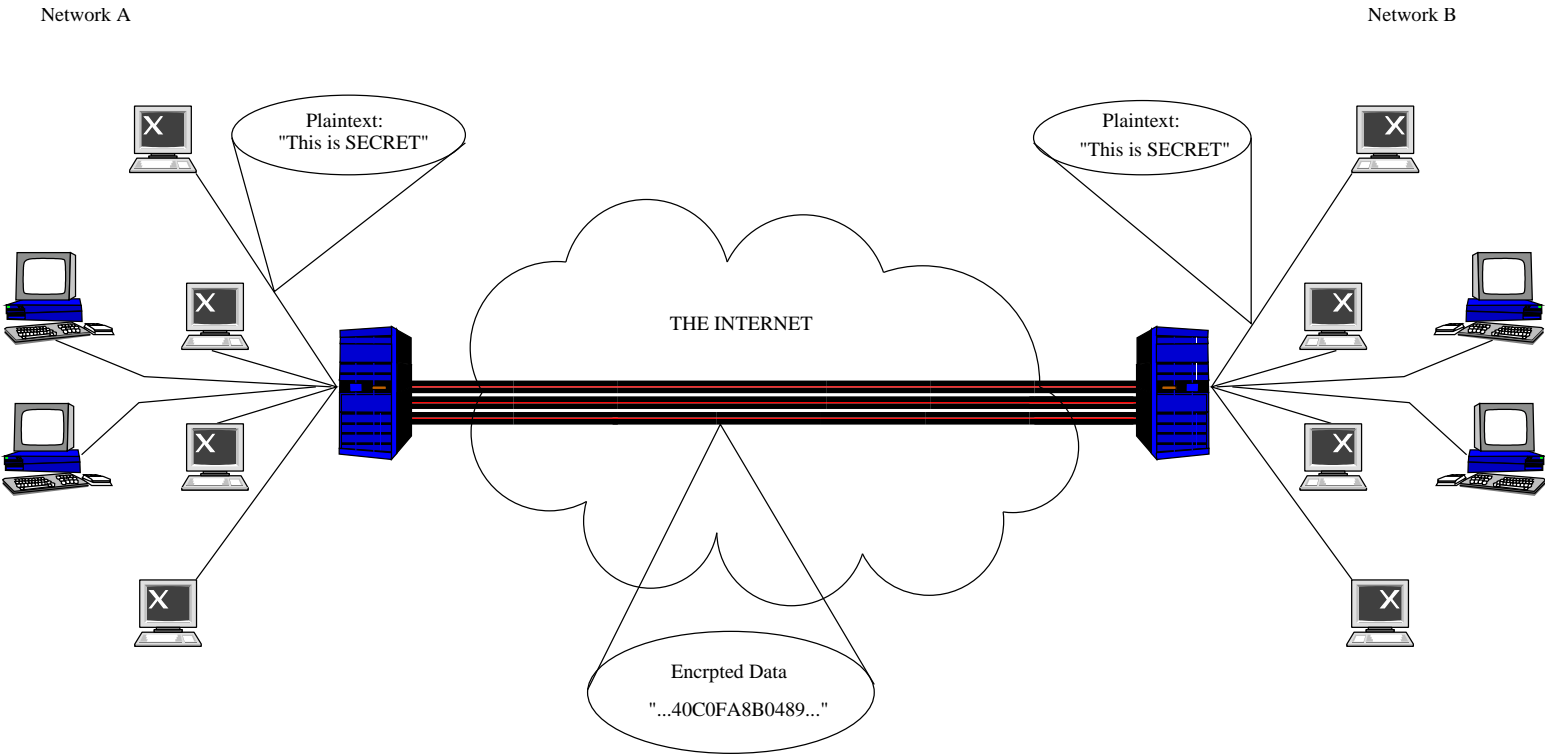 Network A
Network B
Plaintext:
"This is SECRET"
Plaintext:
"This is SECRET"
X
X
X
X
THE INTERNET
X
X
X
X
Encrpted Data
"...40C0FA8B0489..."